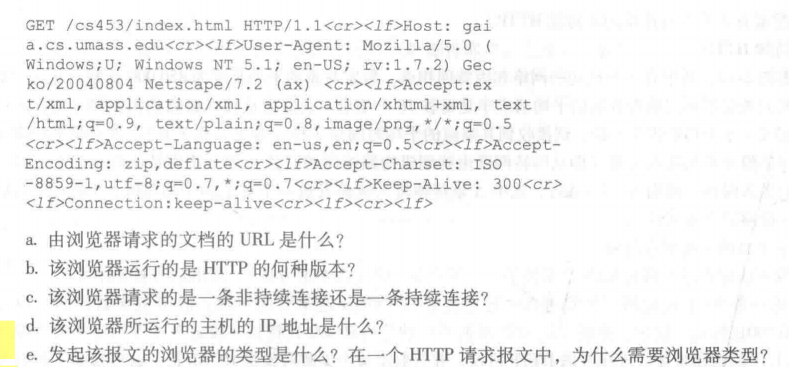 GET /cs453/index.html HTTP/1.1<cr><lf>Host: gai
a.cs.umass.edu<cr><lf>User-Agent: Mozilla/5.0 (
Windows;U; Windows NT 5.1; en-US; rv:1.7.2) Gec
ko/20040804 Netscape/7.2 (ax) <cr><lf>Accept:ex
t/xml, application/xml, application/xhtml+xml, text
/html;q=0.9, text/plain;q=0.8,image/png,*/*;q=0.5
<cr><lf>Accept-Language: en-us,en;q=0.5<cr><lf>Accept-
Encoding: zip,deflate<cr><lf>Accept-Charset: ISO
-8859-1,utf-8;q=0.7,*;q=0.7<cr><lf>Keep-Alive: 300<cr>
<lf>Connection:keep-alive<cr><lf><cr><lf>
a. 由浏览器请求的文档的 URL 是什么?
b. 该浏览器运行的是 HTTP 的何种版本?
c. 该浏览器请求的是一条非持续连接还是一条持续连接?
d. 该浏览器所运行的主机的 IP 地址是什么?
e. 发起该报文的浏览器的类型是什么? 在一个 HTTP 请求报文中，为什么需要浏览器类型?